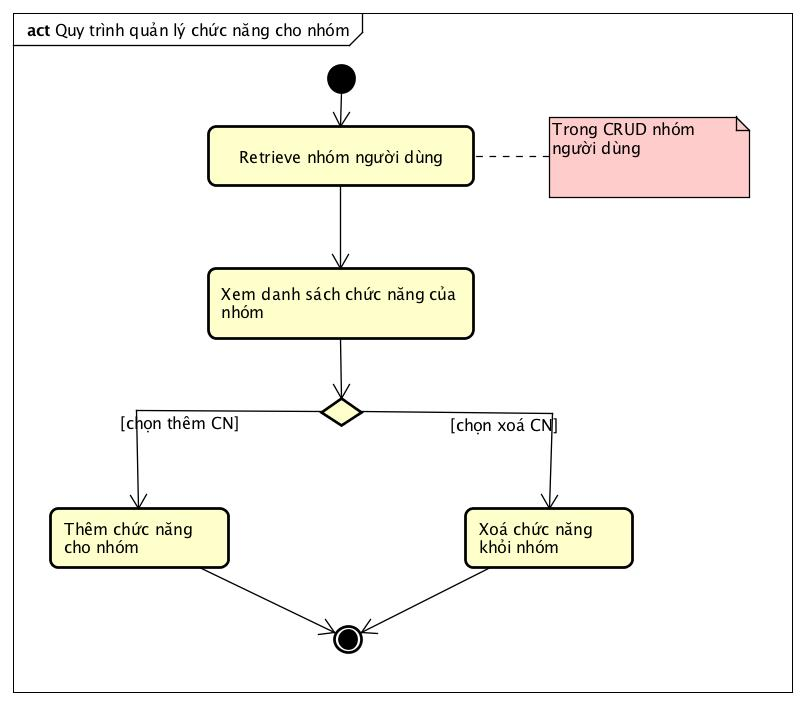 act Quy trình quản lý chức năng cho nhóm
Retrieve nhóm người dùng
Trong CRUD nhóm
người dùng
Xem danh sách chức năng của
nhóm
[chọn thêm CN]
[chọn xoá CN]
Thêm chức năng
cho nhóm
Xoá chức năng
khỏi nhóm